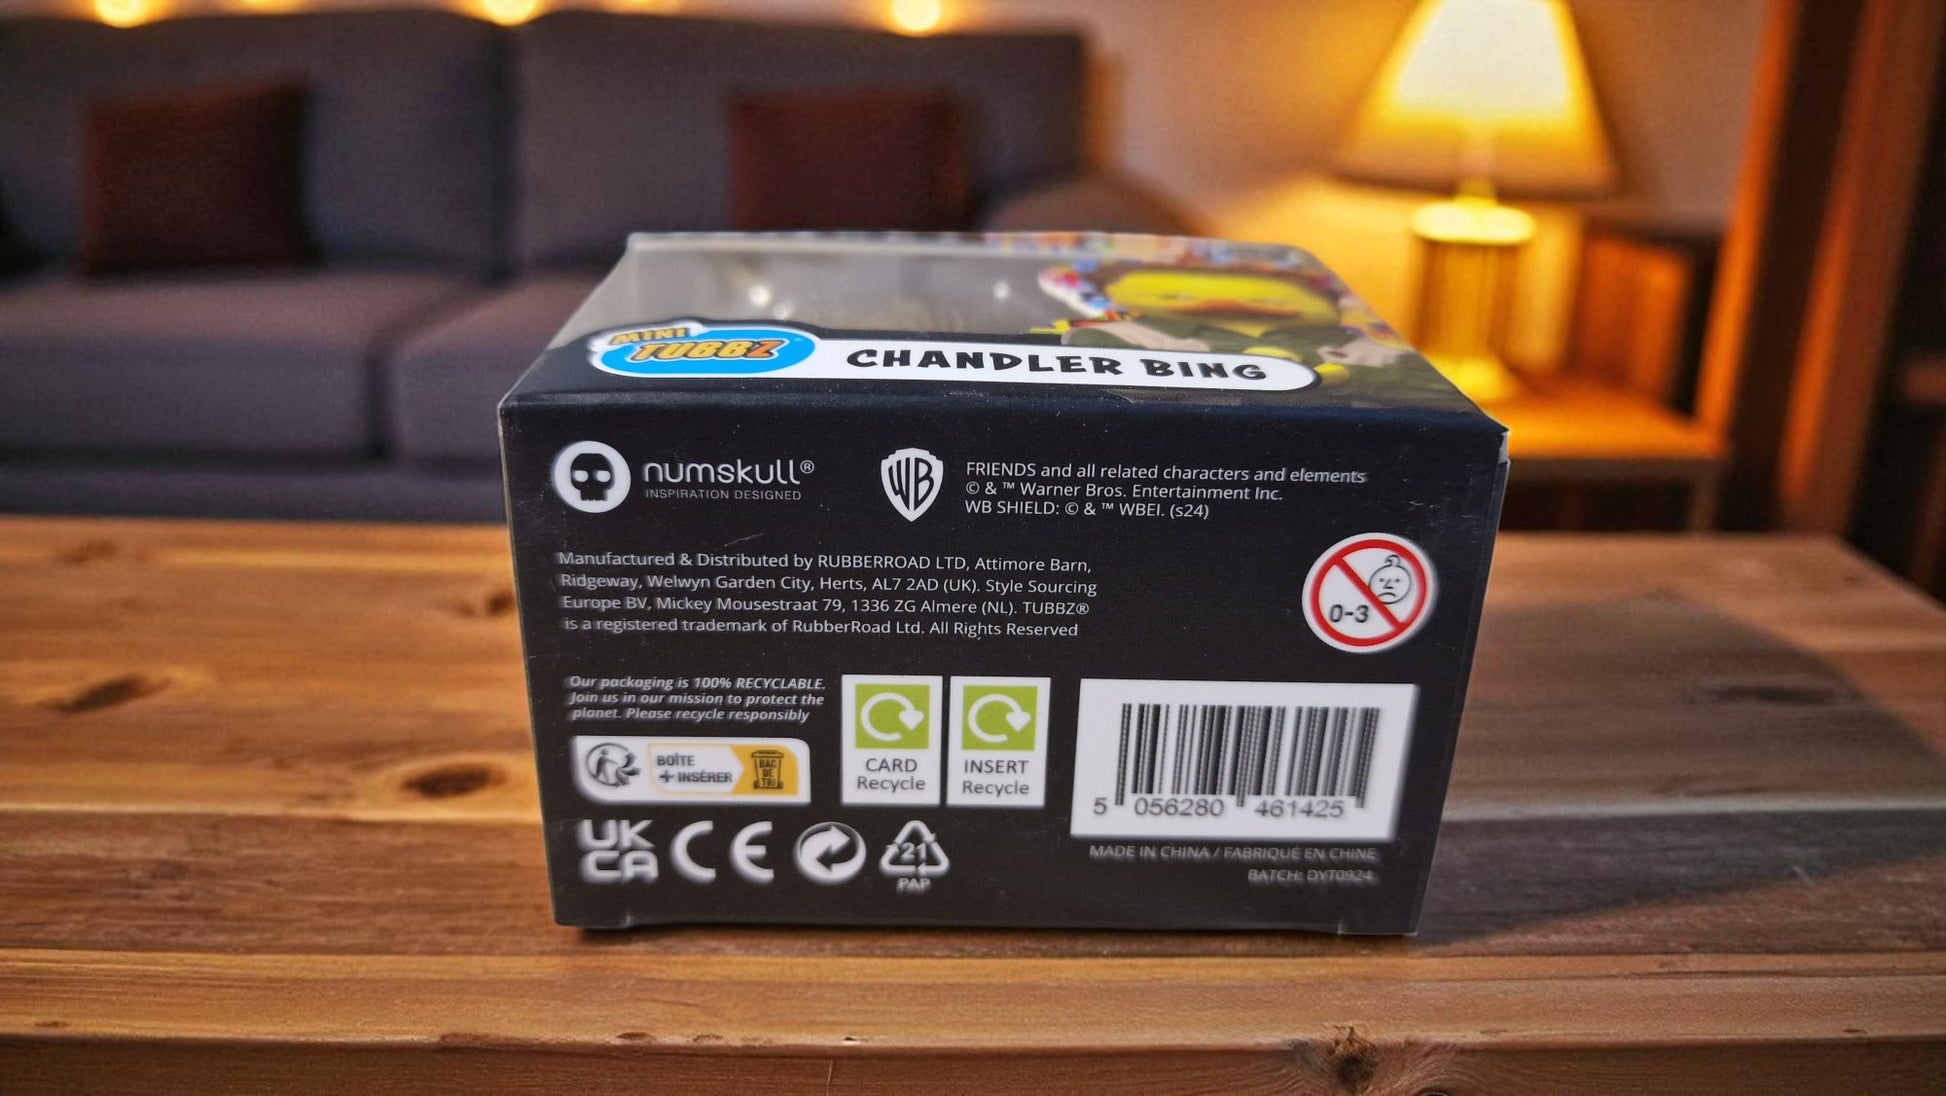 MINI
TUBBZ
CHANDLER BING
numskull®
INSPIRATION DESIGNED
WB
FRIENDS and all related characters and elements
© & ™ Warner Bros. Entertainment Inc.
WB SHIELD: © & ™ WBEI. (s24)
Manufactured & Distributed by RUBBERROAD LTD, Attimore Barn,
Ridgeway, Welwyn Garden City, Herts, AL7 2AD (UK). Style Sourcing
Europe BV, Mickey Mousestraat 79, 1336 ZG Almere (NL). TUBBZ®
is a registered trademark of RubberRoad Ltd. All Rights Reserved
0-3
Our packaging is 100% RECYCLABLE.
Join us in our mission to protect the
planet. Please recycle responsibly
BOÎTE
+ INSÉRER
BAC
DE
TRI
CARD
Recycle
INSERT
Recycle
5 056280 461425
UK
CA
CE
21
PAP
MADE IN CHINA / FABRIQUÉ EN CHINE
BATCH: DYT0924